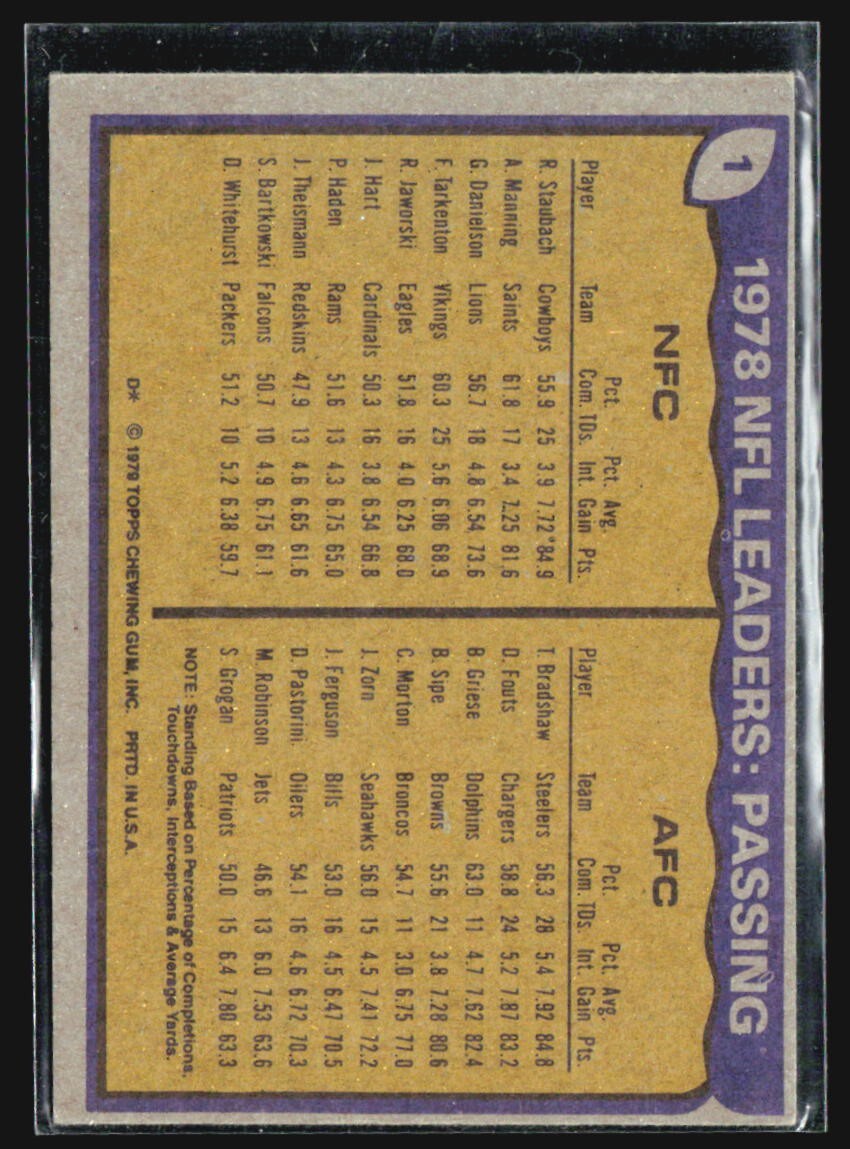 1
1978 NFL LEADERS: PASSING
NFC
Pct. Pct. Avg.
Player Team Com. TDs. Int. Gain Pts.
R. Staubach Cowboys 55.9 25 3.9 7.72 *84.9
A. Manning Saints 61.8 17 3.4 7.25 81.6
G. Danielson Lions 56.7 18 4.8 6.54 73.6
F. Tarkenton Vikings 60.3 25 5.6 6.06 68.9
R. Jaworski Eagles 51.8 16 4.0 6.25 68.0
J. Hart Cardinals 50.3 16 3.8 6.54 66.8
P. Haden Rams 51.6 13 4.3 6.75 65.0
J. Theismann Redskins 47.9 13 4.6 6.65 61.6
S. Bartkowski Falcons 50.7 10 4.9 6.75 61.1
D. Whitehurst Packers 51.2 10 5.2 6.38 59.7
AFC
Pct. Pct. Avg.
Player Team Com. TDs. Int. Gain Pts.
T. Bradshaw Steelers 56.3 28 5.4 7.92 84.8
D. Fouts Chargers 58.8 24 5.2 7.87 83.2
B. Griese Dolphins 63.0 11 4.7 7.62 82.4
B. Sipe Browns 55.6 21 3.8 7.28 80.6
C. Morton Broncos 54.7 11 3.0 6.75 77.0
J. Zorn Seahawks 56.0 15 4.5 7.41 72.2
J. Ferguson Bills 53.0 16 4.5 6.47 70.5
D. Pastorini Oilers 54.1 16 4.6 6.72 70.3
M. Robinson Jets 46.6 13 6.0 7.53 63.6
S. Grogan Patriots 50.0 15 6.4 7.80 63.3
NOTE: Standing Based on Percentage of Completions,
Touchdowns, Interceptions & Average Yards.
D* © 1979 TOPPS CHEWING GUM, INC. PRTD. IN U.S.A.